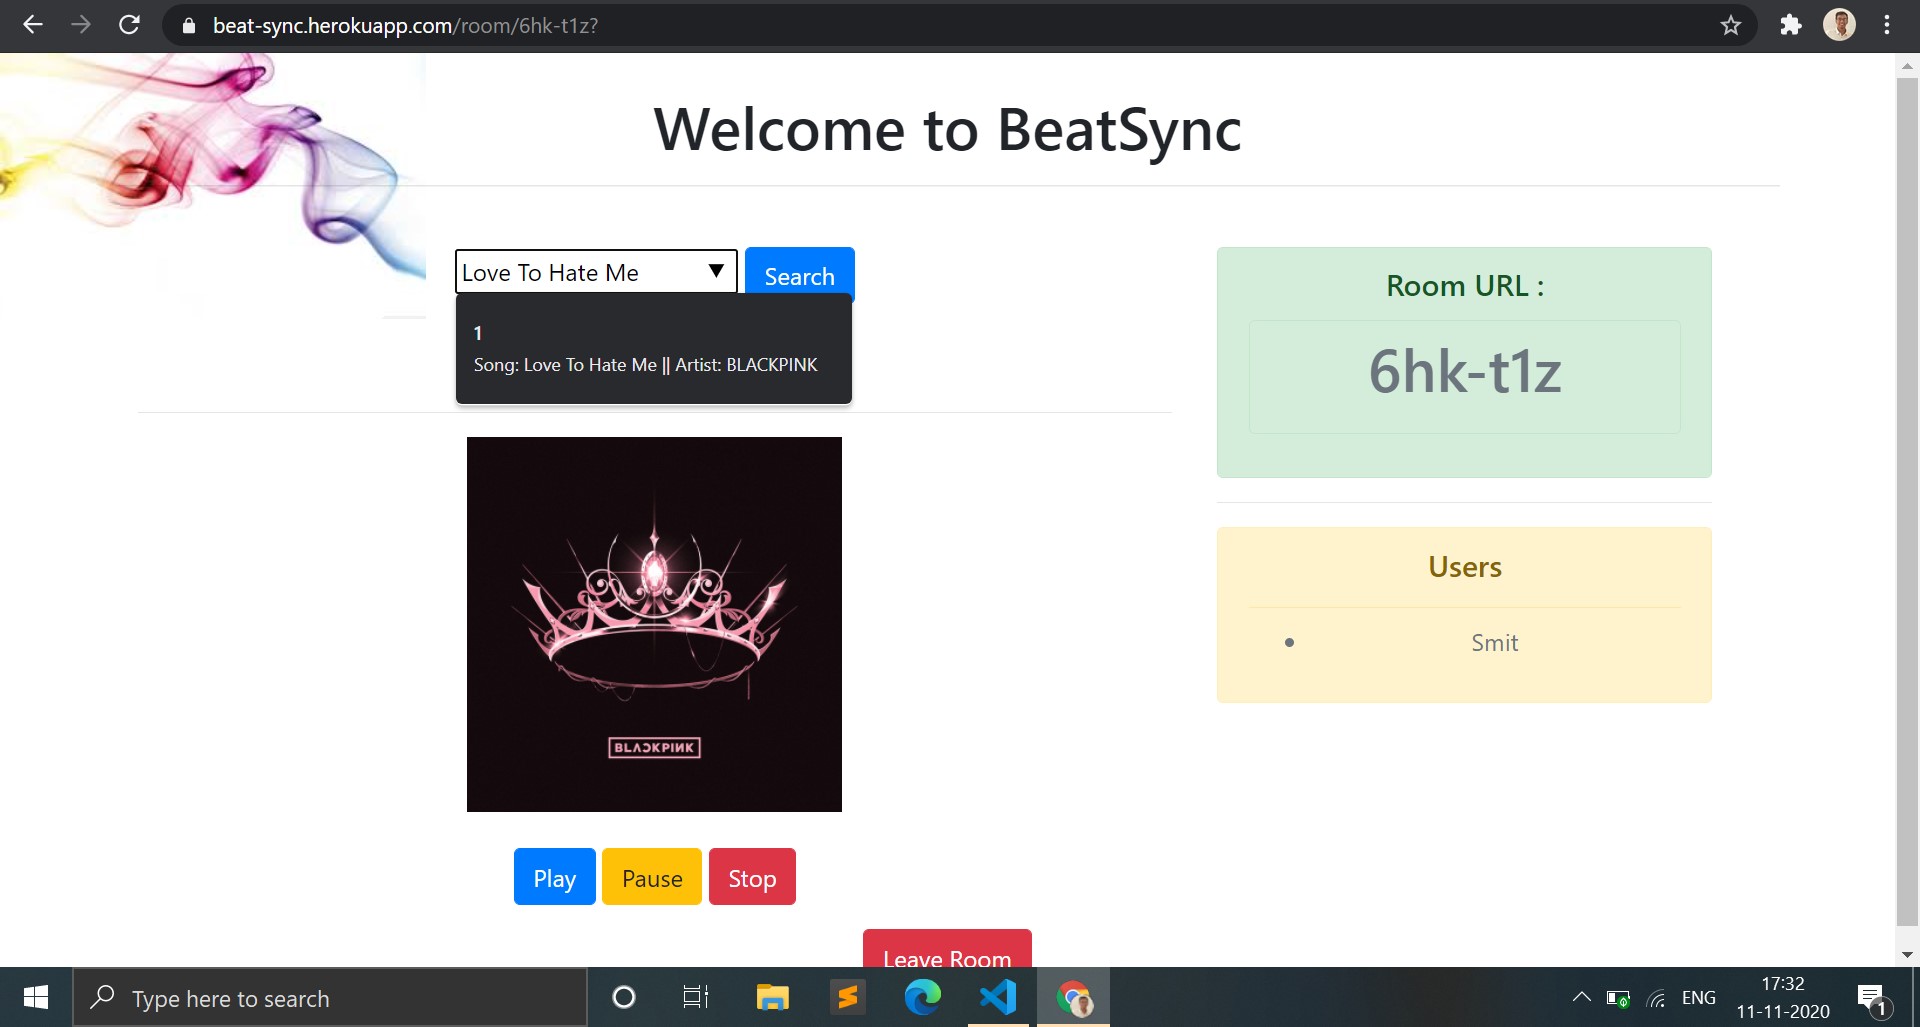 beat-sync.herokuapp.com/room/6hk-t1z?
Welcome to BeatSync
Love To Hate Me ▼
Search
1
Song: Love To Hate Me || Artist: BLACKPINK
Room URL :
6hk-t1z
Users
• Smit
BLACKPINK
Play
Pause
Stop
Leave Room
Type here to search
ENG
17:32
11-11-2020
1